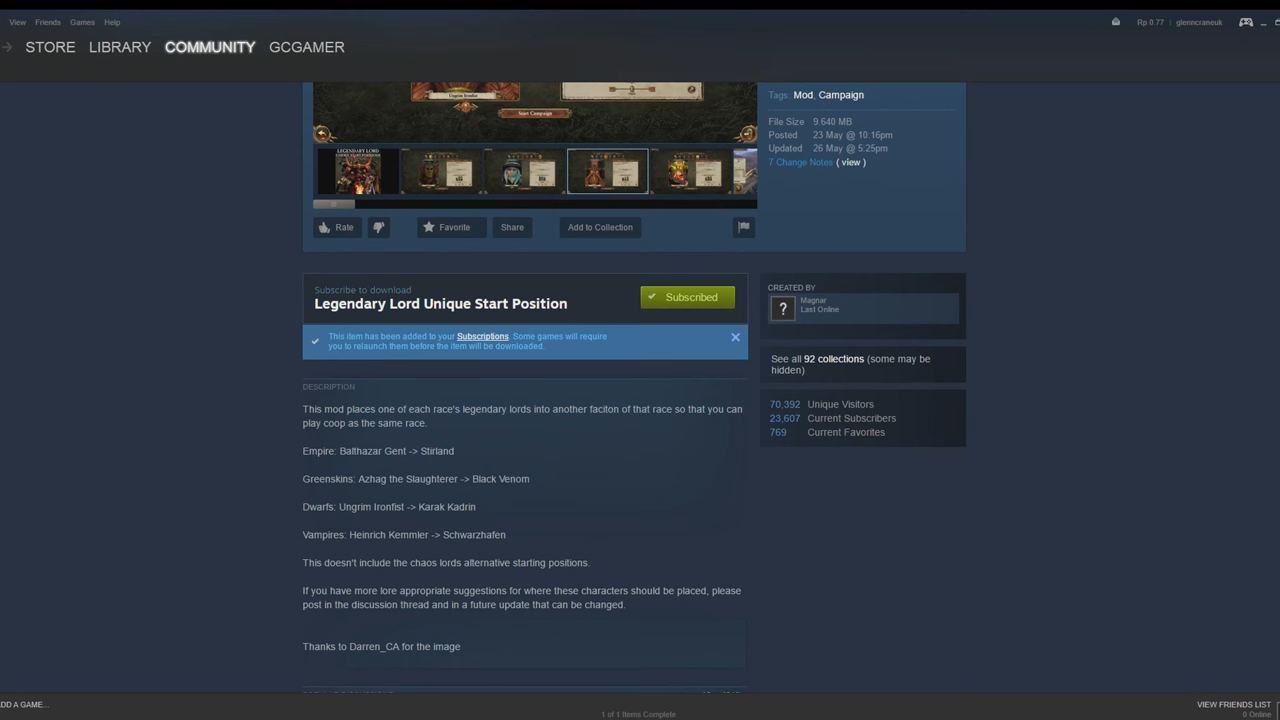 View Friends Games Help
Rp 0.77 | glenncraneuk
STORE LIBRARY COMMUNITY GCGAMER
Ungrim Ironfist
Start Campaign
Tags: Mod, Campaign
File Size 9.640 MB
Posted 23 May @ 10.16pm
Updated 26 May @ 5.25pm
7 Change Notes ( view )
LEGENDARY LORD
Rate
Favorite
Share
Add to Collection
Subscribe to download
Legendary Lord Unique Start Position
Subscribed
This item has been added to your Subscriptions. Some games will require
you to relaunch them before the item will be downloaded.
CREATED BY
Magnar
Last Online
See all 92 collections (some may be
hidden)
70,392 Unique Visitors
23,607 Current Subscribers
769 Current Favorites
DESCRIPTION
This mod places one of each race's legendary lords into another faciton of that race so that you can
play coop as the same race.
Empire: Balthazar Gent -> Stirland
Greenskins: Azhag the Slaughterer -> Black Venom
Dwarfs: Ungrim Ironfist -> Karak Kadrin
Vampires: Heinrich Kemmler -> Schwarzhafen
This doesn't include the chaos lords alternative starting positions.
If you have more lore appropriate suggestions for where these characters should be placed, please
post in the discussion thread and in a future update that can be changed.
Thanks to Darren_CA for the image
DD A GAME...
1 of 1 Items Complete
VIEW FRIENDS LIST
0 Online